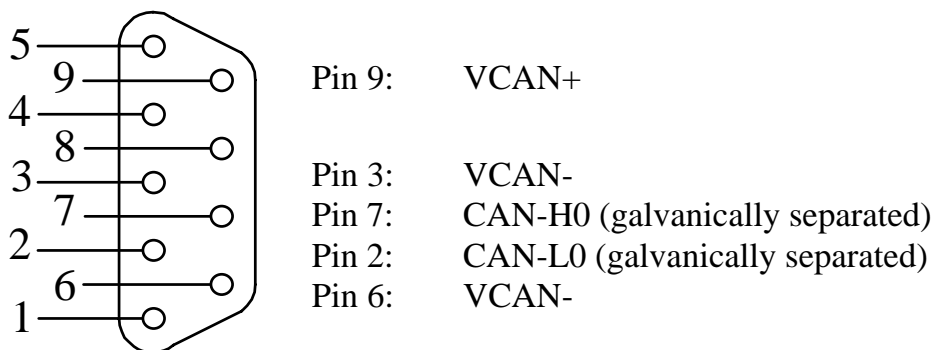 5
9 Pin 9: VCAN+
4
8
3 Pin 3: VCAN-
7 Pin 7: CAN-H0 (galvanically separated)
2 Pin 2: CAN-L0 (galvanically separated)
6 Pin 6: VCAN-
1